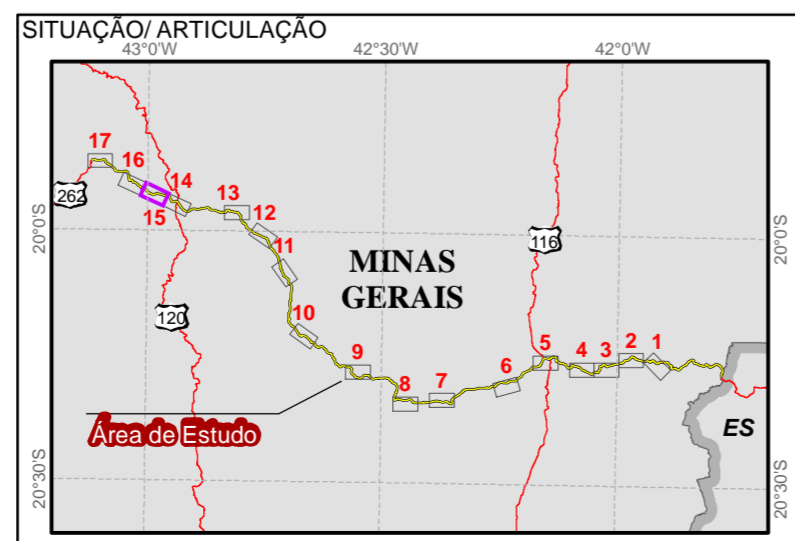 SITUAÇÃO/ ARTICULAÇÃO
43°0'W
42°30'W
42°0'W
17
16
15
14
13
12
11
10
9
8
7
6
5
4
3
2
1
262
120
116
20°0'S
20°0'S
20°30'S
20°30'S
MINAS
GERAIS
Área de Estudo
ES